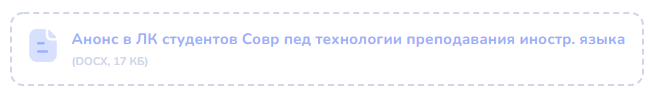 Анонс в ЛК студентов Совр пед технологии преподавания иностр. языка
(DOCX, 17 КБ)